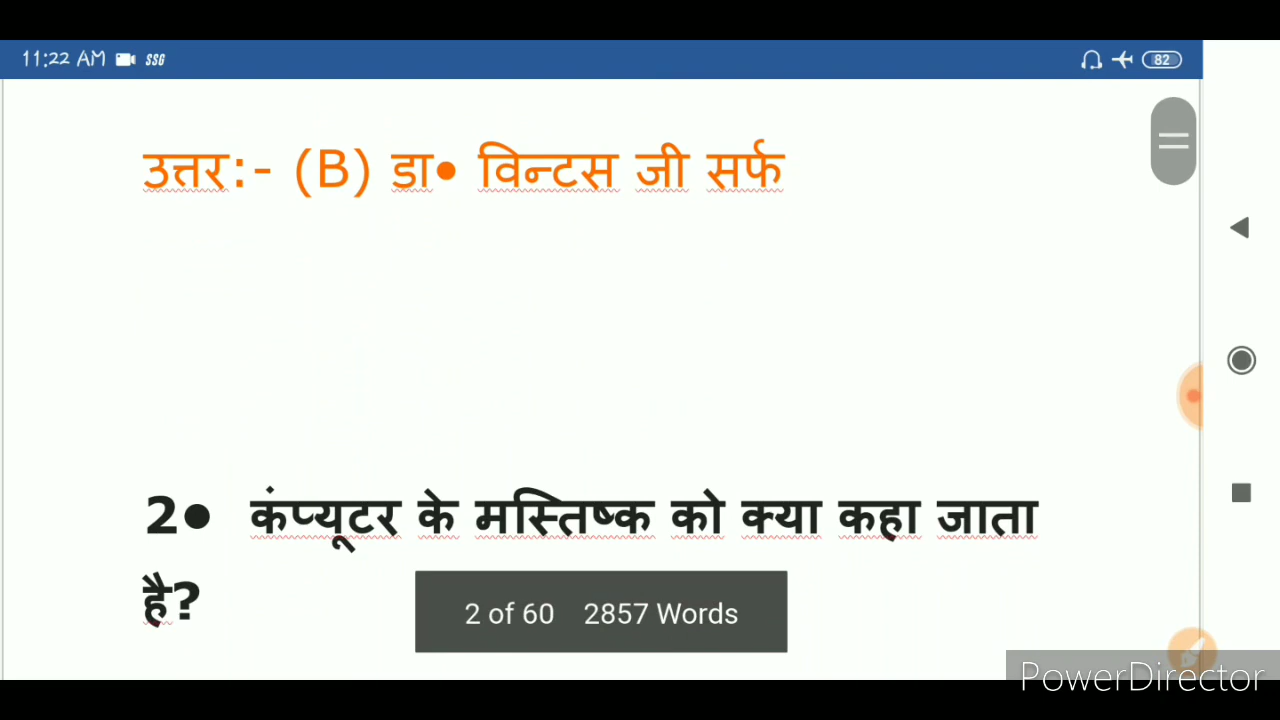 11:22 AM SSG 82
उत्तर:- (B) डा• विन्टस जी सर्फ
2• कंप्यूटर के मस्तिष्क को क्या कहा जाता
है?
2 of 60 2857 Words
PowerDirector